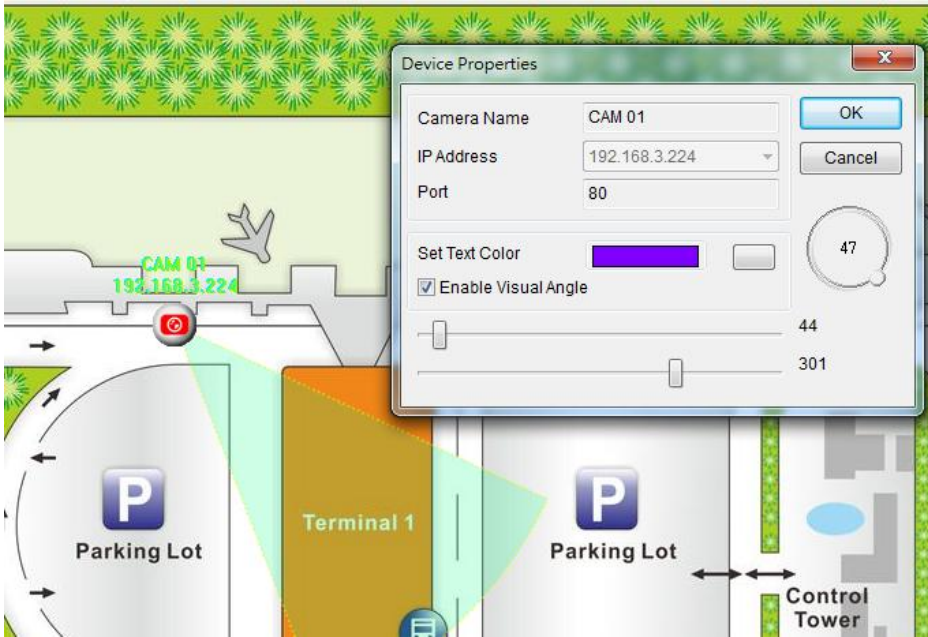 Device Properties
X
Camera Name CAM 01
OK
IP Address 192.168.3.224
Cancel
Port 80
47
Set Text Color
Enable Visual Angle
44
301
CAM 01
192.168.3.224
P
Parking Lot
Terminal 1
P
Parking Lot
Control
Tower